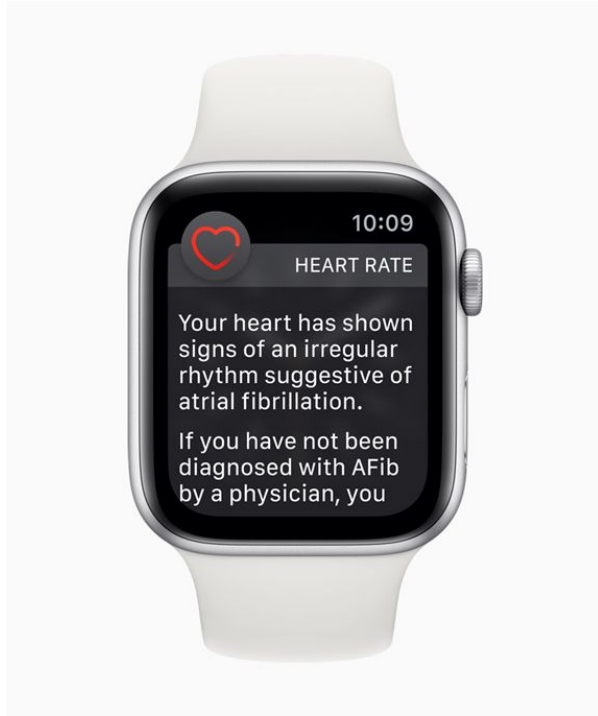 10:09
HEART RATE
Your heart has shown
signs of an irregular
rhythm suggestive of
atrial fibrillation.
If you have not been
diagnosed with AFib
by a physician, you